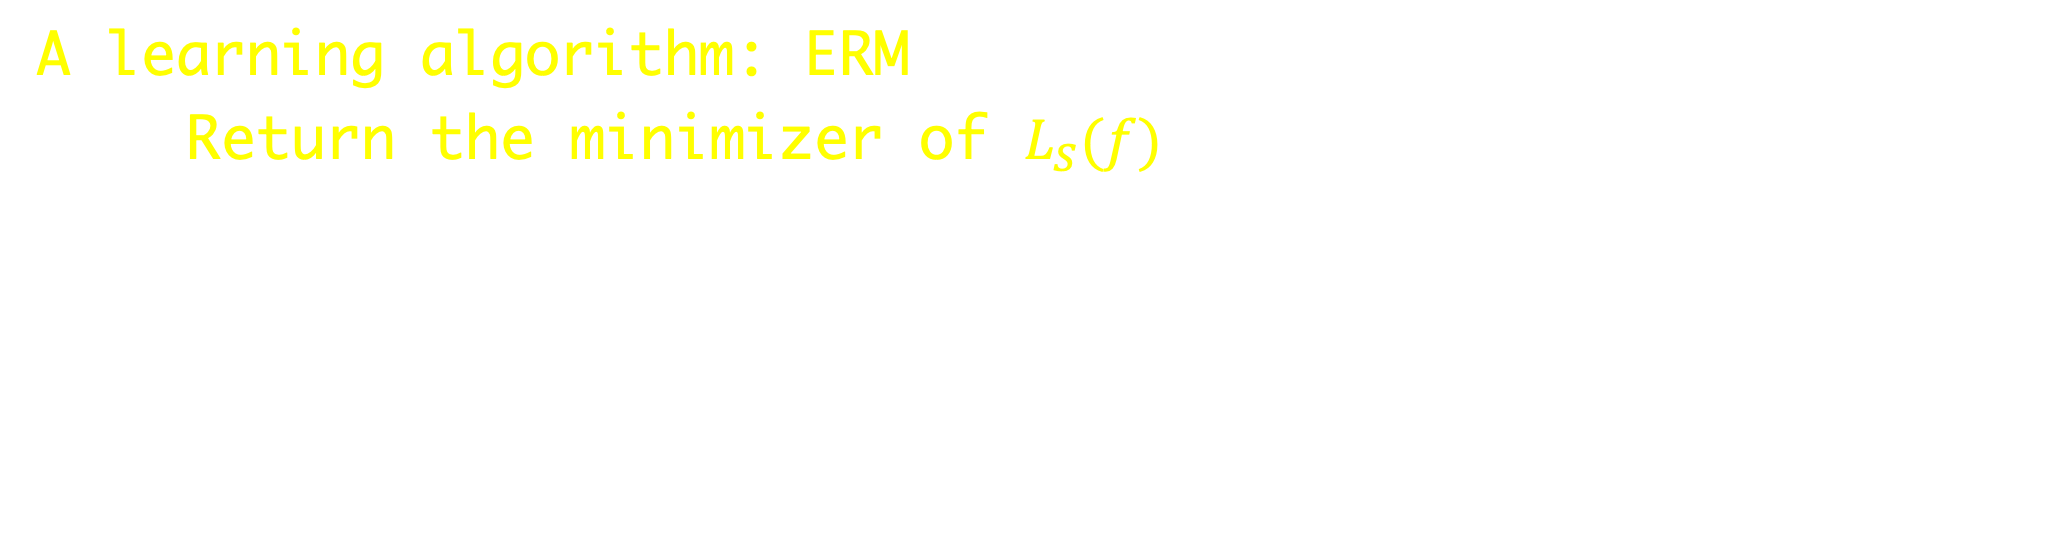 A learning algorithm: ERM
Return the minimizer of L_S(f)